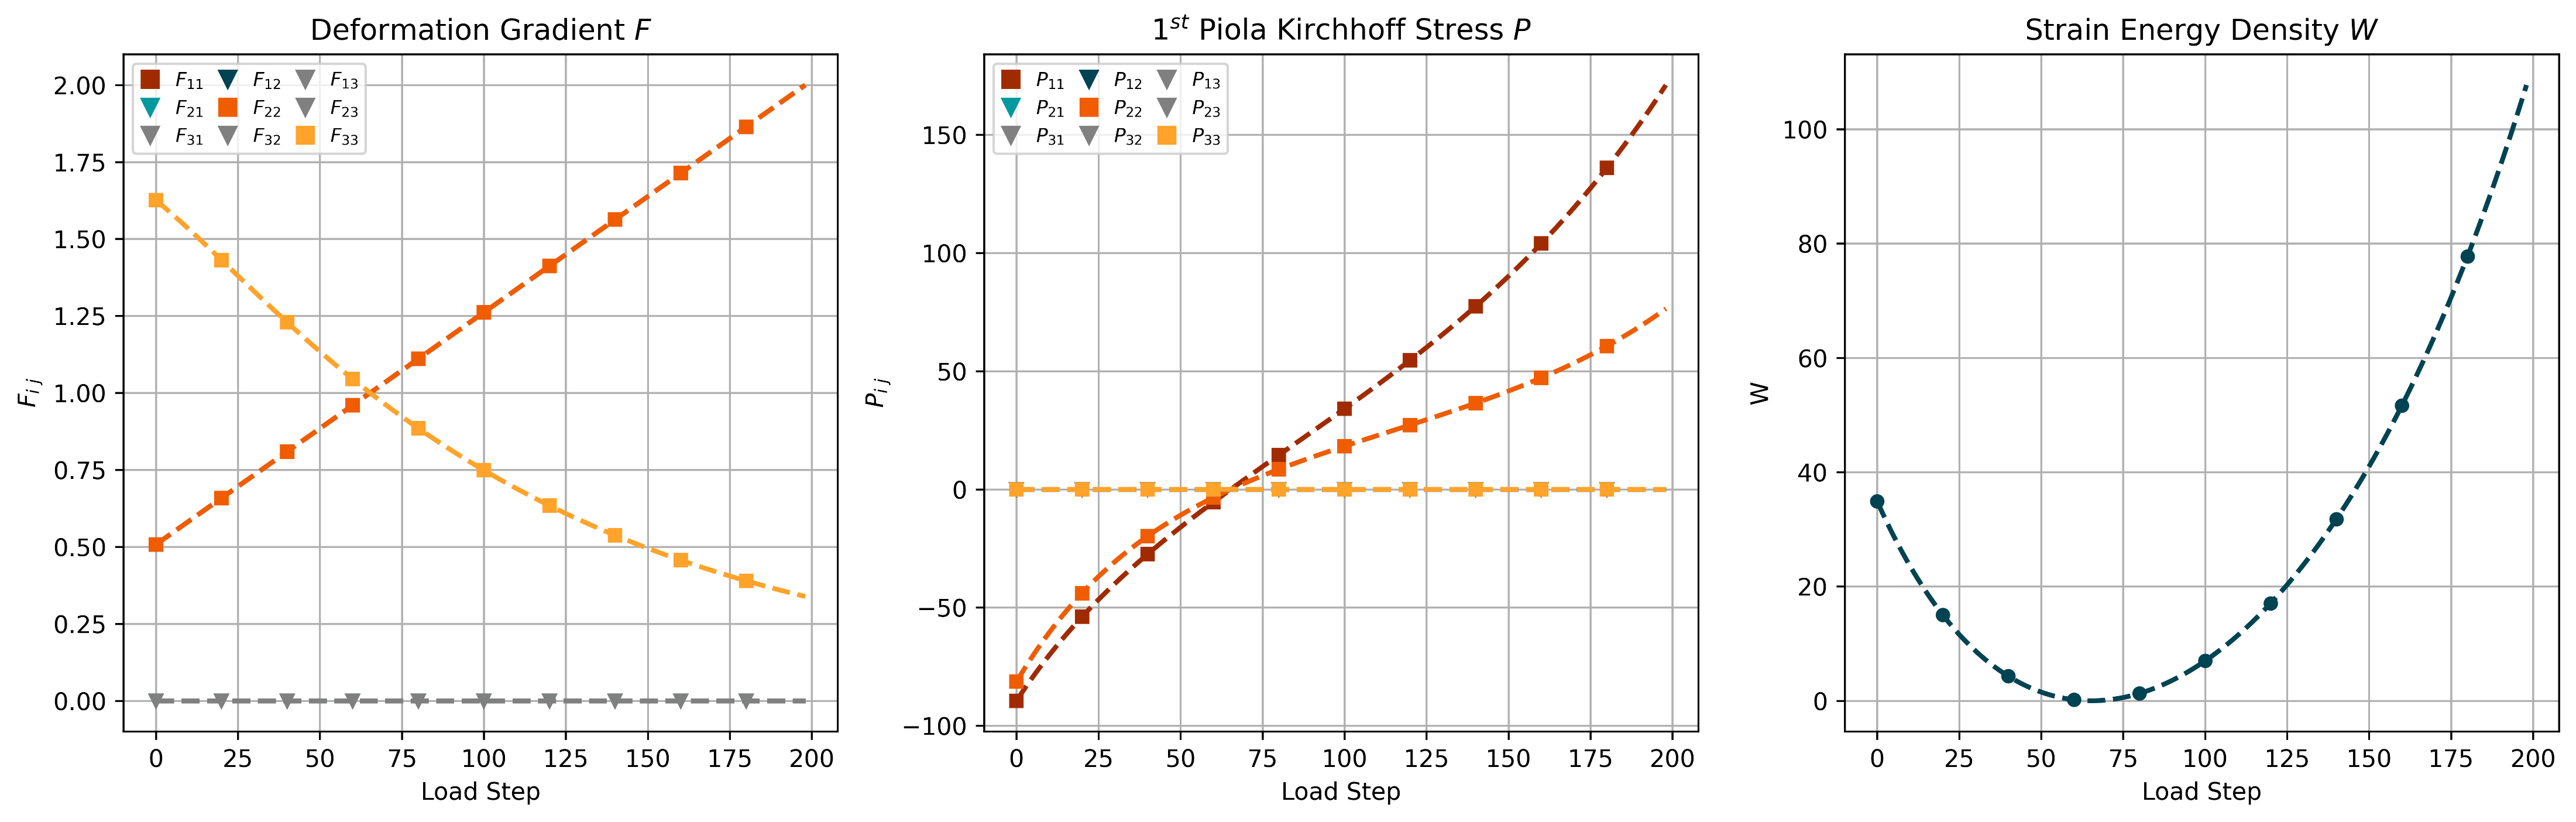 Deformation Gradient F
F₁₁ F₁₂ F₁₃
F₂₁ F₂₂ F₂₃
F₃₁ F₃₂ F₃₃
2.00
1.75
1.50
1.25
1.00
0.75
0.50
0.25
0.00
F_{i j}
0 25 50 75 100 125 150 175 200
Load Step
1ˢᵗ Piola Kirchhoff Stress P
P₁₁ P₁₂ P₁₃
P₂₁ P₂₂ P₂₃
P₃₁ P₃₂ P₃₃
150
100
50
0
−50
−100
P_{i j}
0 25 50 75 100 125 150 175 200
Load Step
Strain Energy Density W
100
80
60
40
20
0
W
0 25 50 75 100 125 150 175 200
Load Step